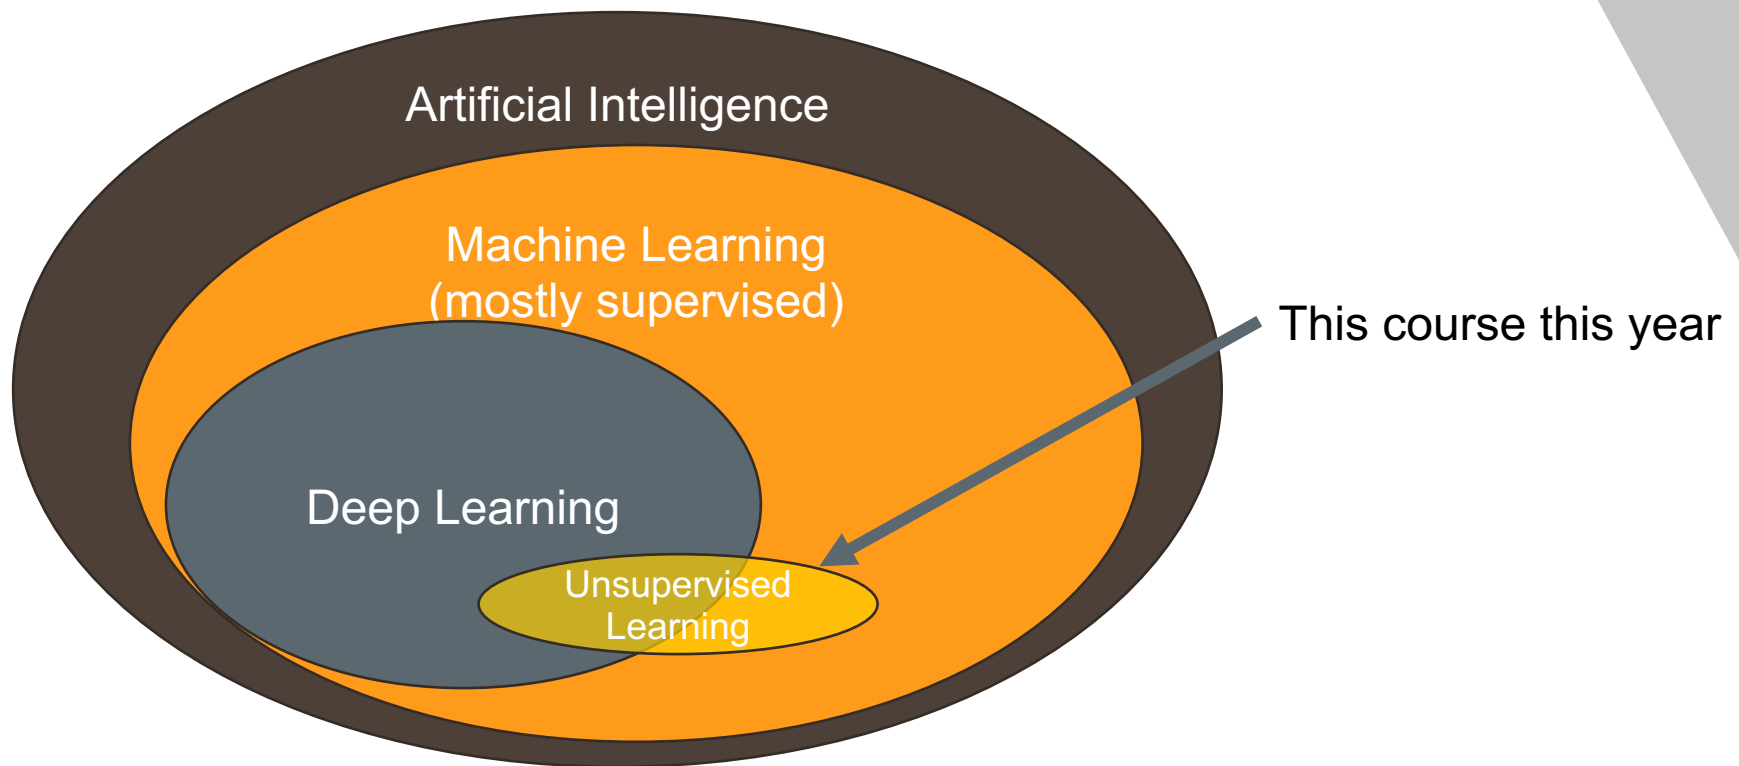 Artificial Intelligence
Machine Learning
(mostly supervised)
This course this year
Deep Learning
Unsupervised
Learning